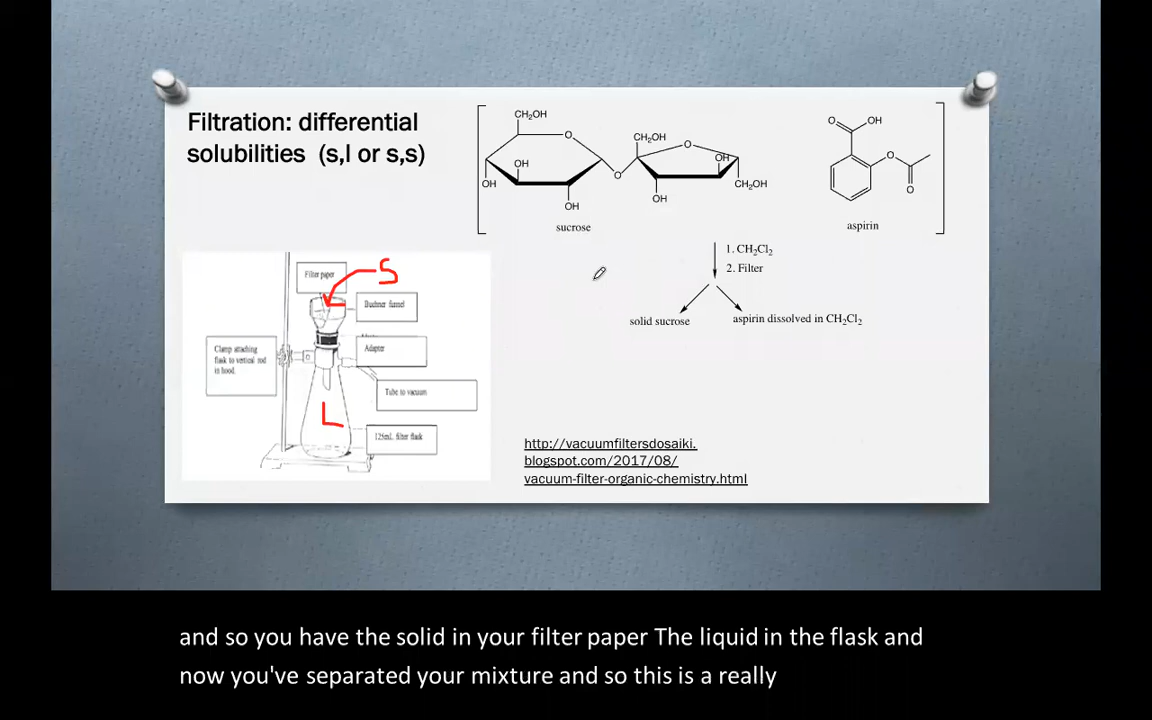 Filtration: differential
solubilities (s,l or s,s)
CH₂OH
O
OH
OH
OH
O
CH₂OH
O
OH
OH
CH₂OH
sucrose
O
OH
O
O
aspirin
1. CH₂Cl₂
2. Filter
solid sucrose
aspirin dissolved in CH₂Cl₂
Filter paper
S
Buchner funnel
Adapter
Clamp attaching
flask to vertical rod
in hood.
Tube to vacuum
L
125mL filter flask
http://vacuumfiltersdosaiki.
blogspot.com/2017/08/
vacuum-filter-organic-chemistry.html
and so you have the solid in your filter paper The liquid in the flask and
now you've separated your mixture and so this is a really